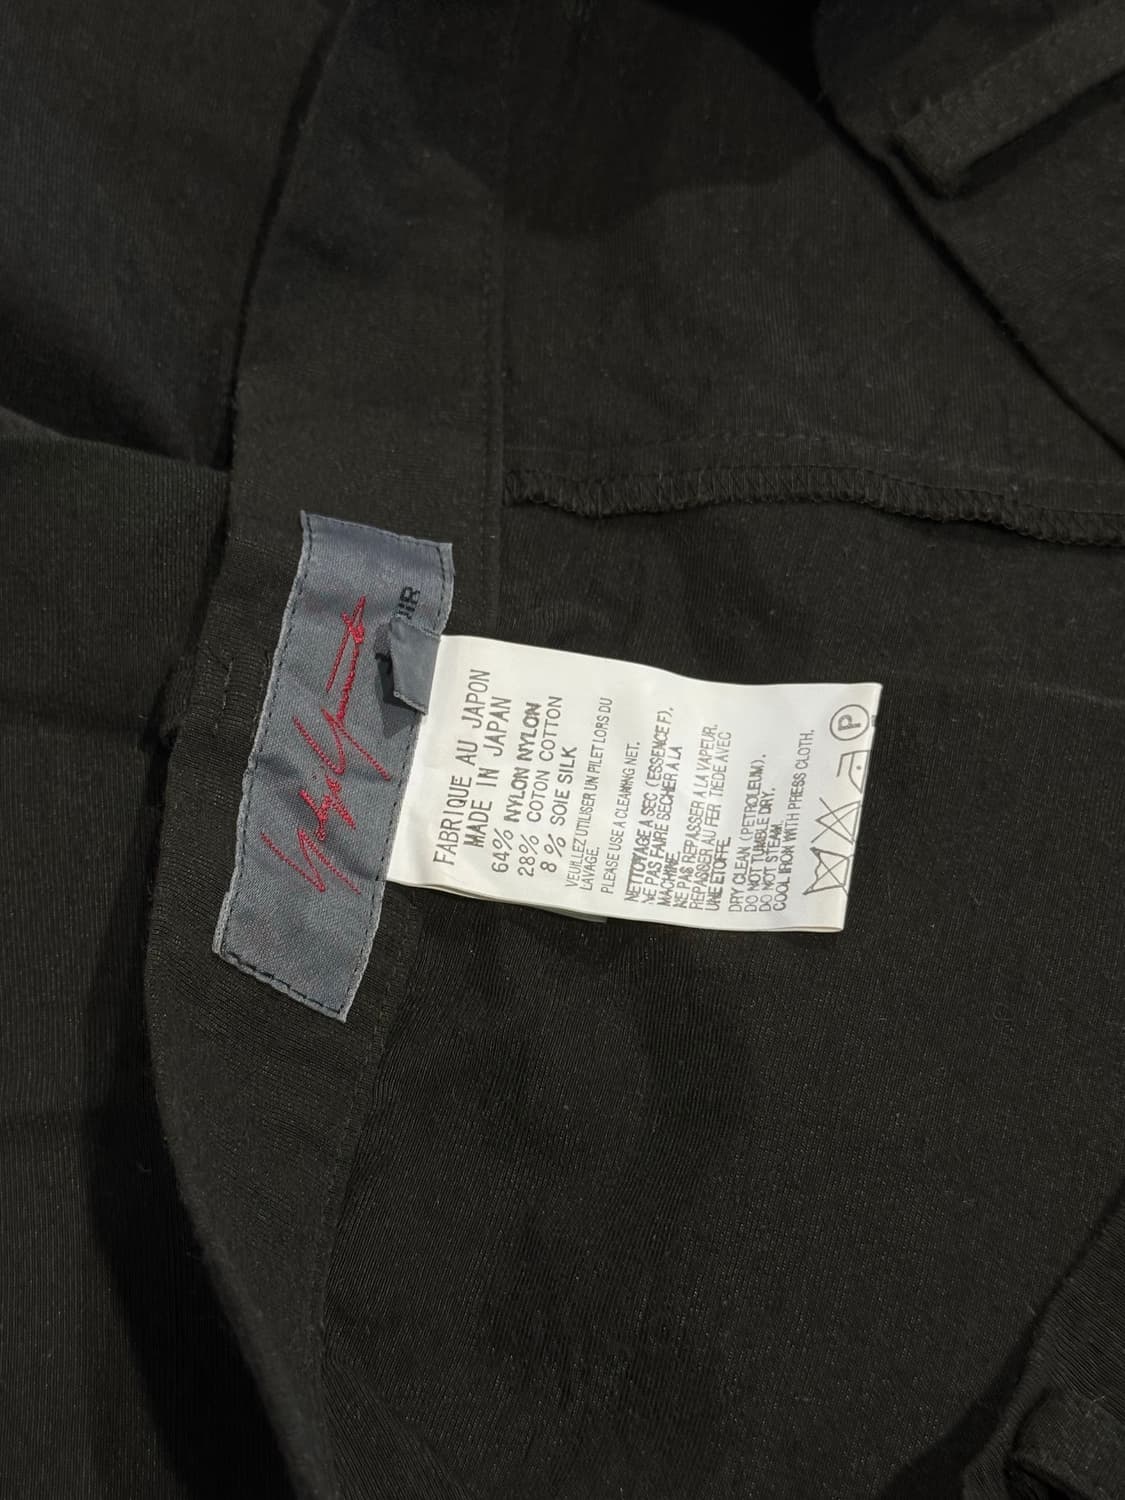 Yohji Yamamoto
OIR
FABRIQUE AU JAPON
MADE IN JAPAN
64% NYLON NYLON
28% COTON COTTON
8% SOIE SILK
VEUILLEZ UTILISER UN FILET LORS DU
LAVAGE.
PLEASE USE A CLEANING NET.
NETTOYAGE A SEC (ESSENCE F).
NE PAS FAIRE SECHER A LA
MACHINE.
NE PAS REPASSER A LA VAPEUR.
REPASSER AU FER TIEDE AVEC
UNE ETOFFE.
DRY CLEAN (PETROLEUM).
DO NOT TUMBLE DRY.
DO NOT STEAM.
COOL IRON WITH PRESS CLOTH.
P